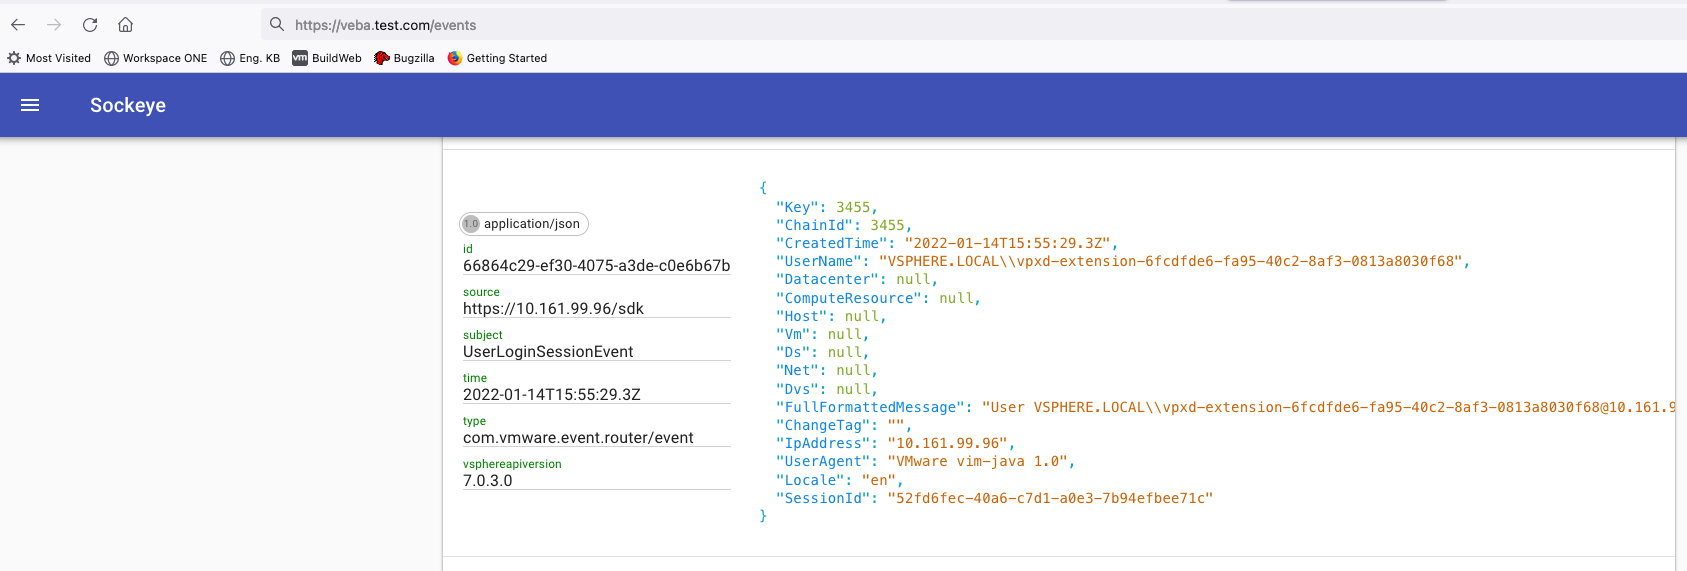 https://veba.test.com/events
Most Visited Workspace ONE Eng. KB vm BuildWeb Bugzilla Getting Started
Sockeye
1.0 application/json
id
66864c29-ef30-4075-a3de-c0e6b67b
source
https://10.161.99.96/sdk
subject
UserLoginSessionEvent
time
2022-01-14T15:55:29.3Z
type
com.vmware.event.router/event
vsphereapiversion
7.0.3.0
{
"Key": 3455,
"ChainId": 3455,
"CreatedTime": "2022-01-14T15:55:29.3Z",
"UserName": "VSPHERE.LOCAL\\vpxd-extension-6fcdfde6-fa95-40c2-8af3-0813a8030f68",
"Datacenter": null,
"ComputeResource": null,
"Host": null,
"Vm": null,
"Ds": null,
"Net": null,
"Dvs": null,
"FullFormattedMessage": "User VSPHERE.LOCAL\\vpxd-extension-6fcdfde6-fa95-40c2-8af3-0813a8030f68@10.161.9
"ChangeTag": "",
"IpAddress": "10.161.99.96",
"UserAgent": "VMware vim-java 1.0",
"Locale": "en",
"SessionId": "52fd6fec-40a6-c7d1-a0e3-7b94efbee71c"
}